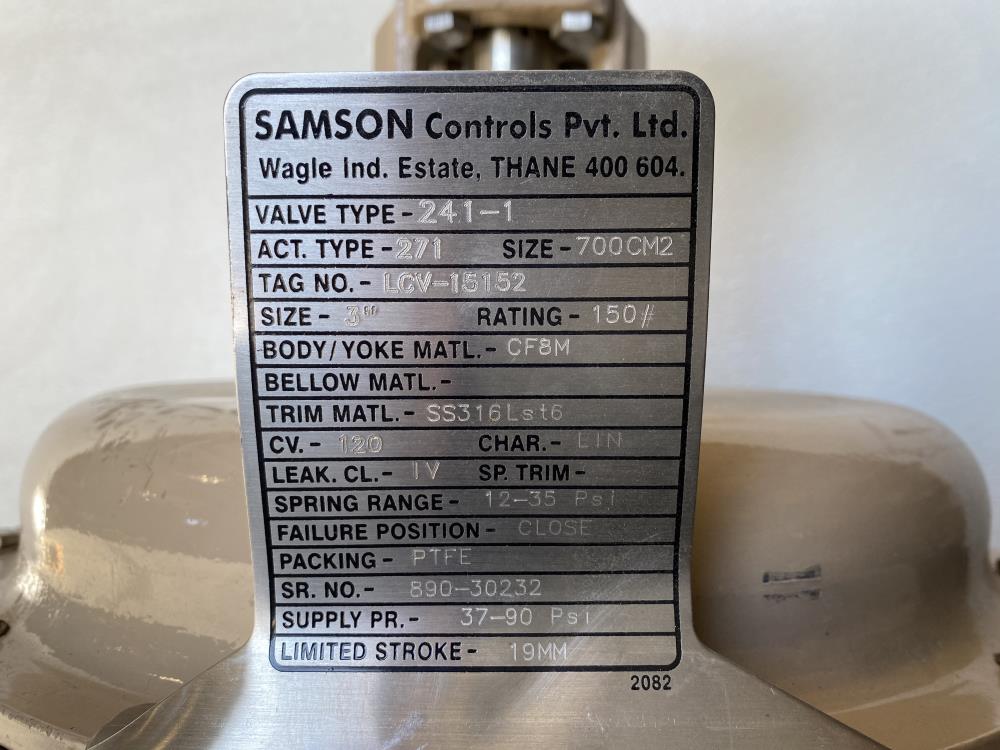 SAMSON Controls Pvt. Ltd.
Wagle Ind. Estate, THANE 400 604.
VALVE TYPE - 241-1
ACT. TYPE - 271 SIZE - 700CM2
TAG NO. - LCV-15152
SIZE - 3" RATING - 150#
BODY/YOKE MATL. - CF8M
BELLOW MATL. -
TRIM MATL. - SS316Lst6
CV. - 120 CHAR. - LIN
LEAK. CL. - IV SP. TRIM -
SPRING RANGE - 12-35 Psi
FAILURE POSITION - CLOSE
PACKING - PTFE
SR. NO. - 890-30232
SUPPLY PR. - 37-90 Psi
LIMITED STROKE - 19MM
2082